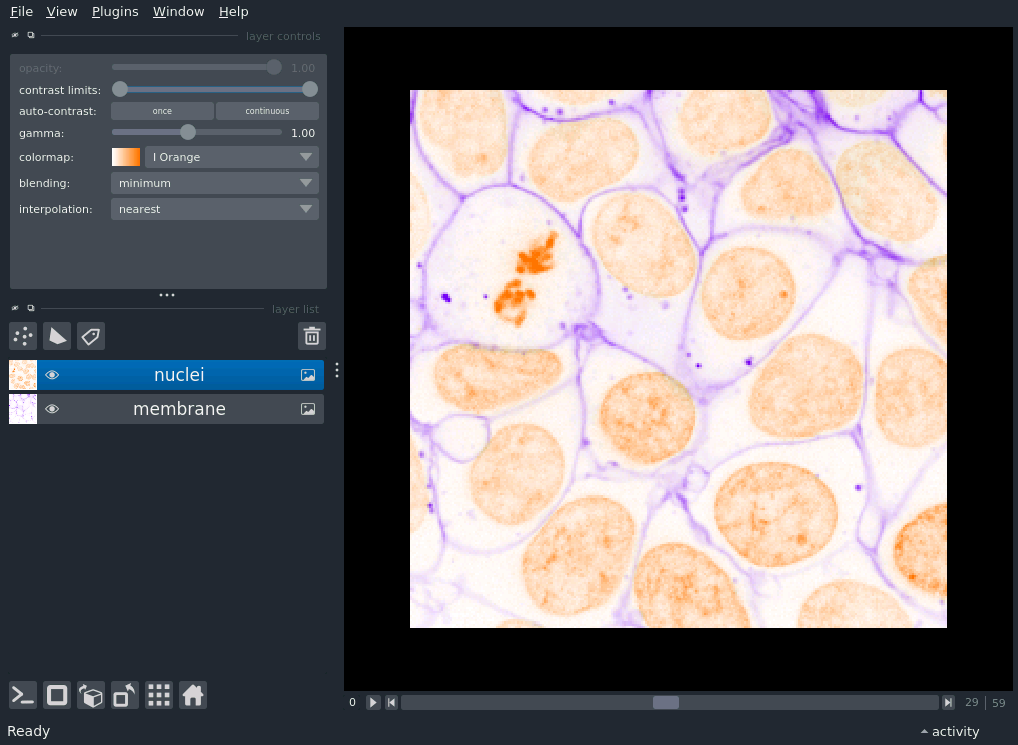 File View Plugins Window Help
layer controls
opacity: 1.00
contrast limits:
auto-contrast: once continuous
gamma: 1.00
colormap: I Orange
blending: minimum
interpolation: nearest
layer list
nuclei
membrane
0 29 59
Ready activity